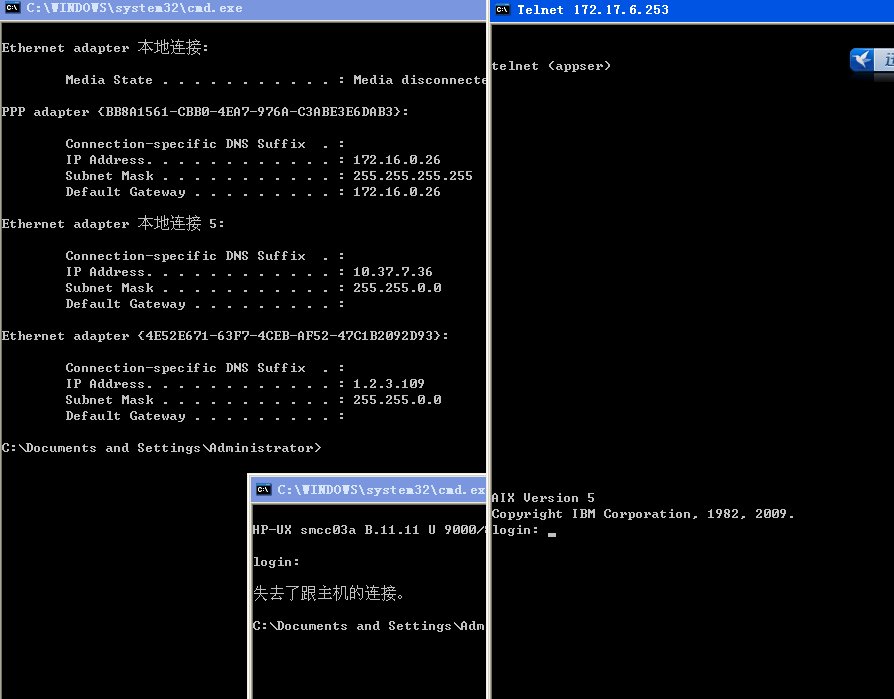 C:\WINDOWS\system32\cmd.exe
Ethernet adapter 本地连接:
Media State . . . . . . . . . . . : Media disconnecte
PPP adapter {BB8A1561-CBB0-4EA7-976A-C3ABE3E6DAB3}:
Connection-specific DNS Suffix  . :
IP Address. . . . . . . . . . . . : 172.16.0.26
Subnet Mask . . . . . . . . . . . : 255.255.255.255
Default Gateway . . . . . . . . . : 172.16.0.26
Ethernet adapter 本地连接 5:
Connection-specific DNS Suffix  . :
IP Address. . . . . . . . . . . . : 10.37.7.36
Subnet Mask . . . . . . . . . . . : 255.255.0.0
Default Gateway . . . . . . . . . :
Ethernet adapter {4E52E671-63F7-4CEB-AF52-47C1B2092D93}:
Connection-specific DNS Suffix  . :
IP Address. . . . . . . . . . . . : 1.2.3.109
Subnet Mask . . . . . . . . . . . : 255.255.0.0
Default Gateway . . . . . . . . . :
C:\Documents and Settings\Administrator>
C:\WINDOWS\system32\cmd.ex
HP-UX smcc03a B.11.11 U 9000/
login:
失去了跟主机的连接。
C:\Documents and Settings\Adm
Telnet 172.17.6.253
telnet (appser)
AIX Version 5
Copyright IBM Corporation, 1982, 2009.
login: